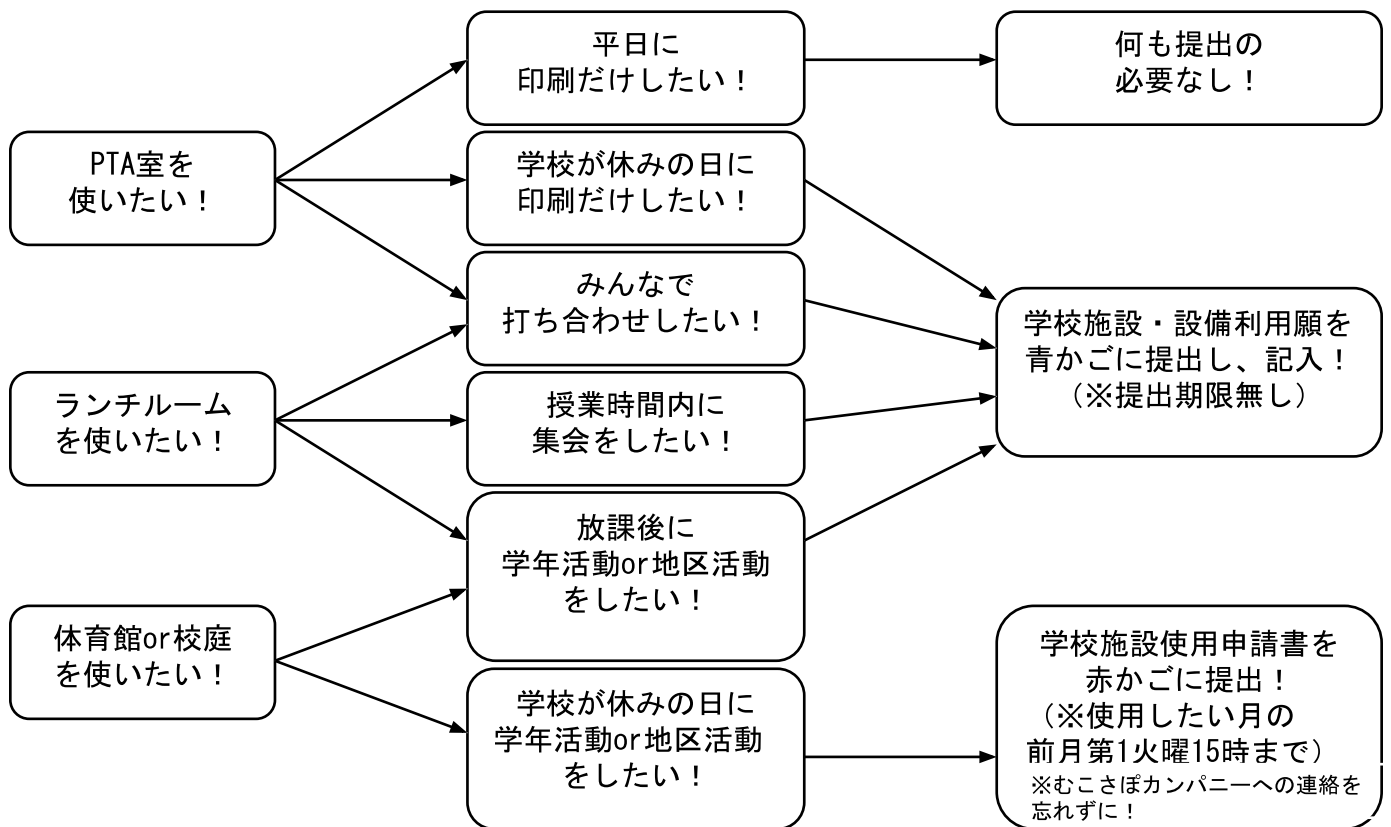 PTA室を
使いたい！
ランチルーム
を使いたい！
体育館or校庭
を使いたい！
平日に
印刷だけしたい！
学校が休みの日に
印刷だけしたい！
みんなで
打ち合わせしたい！
授業時間内に
集会をしたい！
放課後に
学年活動or地区活動
をしたい！
学校が休みの日に
学年活動or地区活動
をしたい！
何も提出の
必要なし！
学校施設・設備利用願を
青かごに提出し、記入！
（※提出期限無し）
学校施設使用申請書を
赤かごに提出！
（※使用したい月の
前月第1火曜15時まで）
※むこさぽカンパニーへの連絡を
忘れずに！